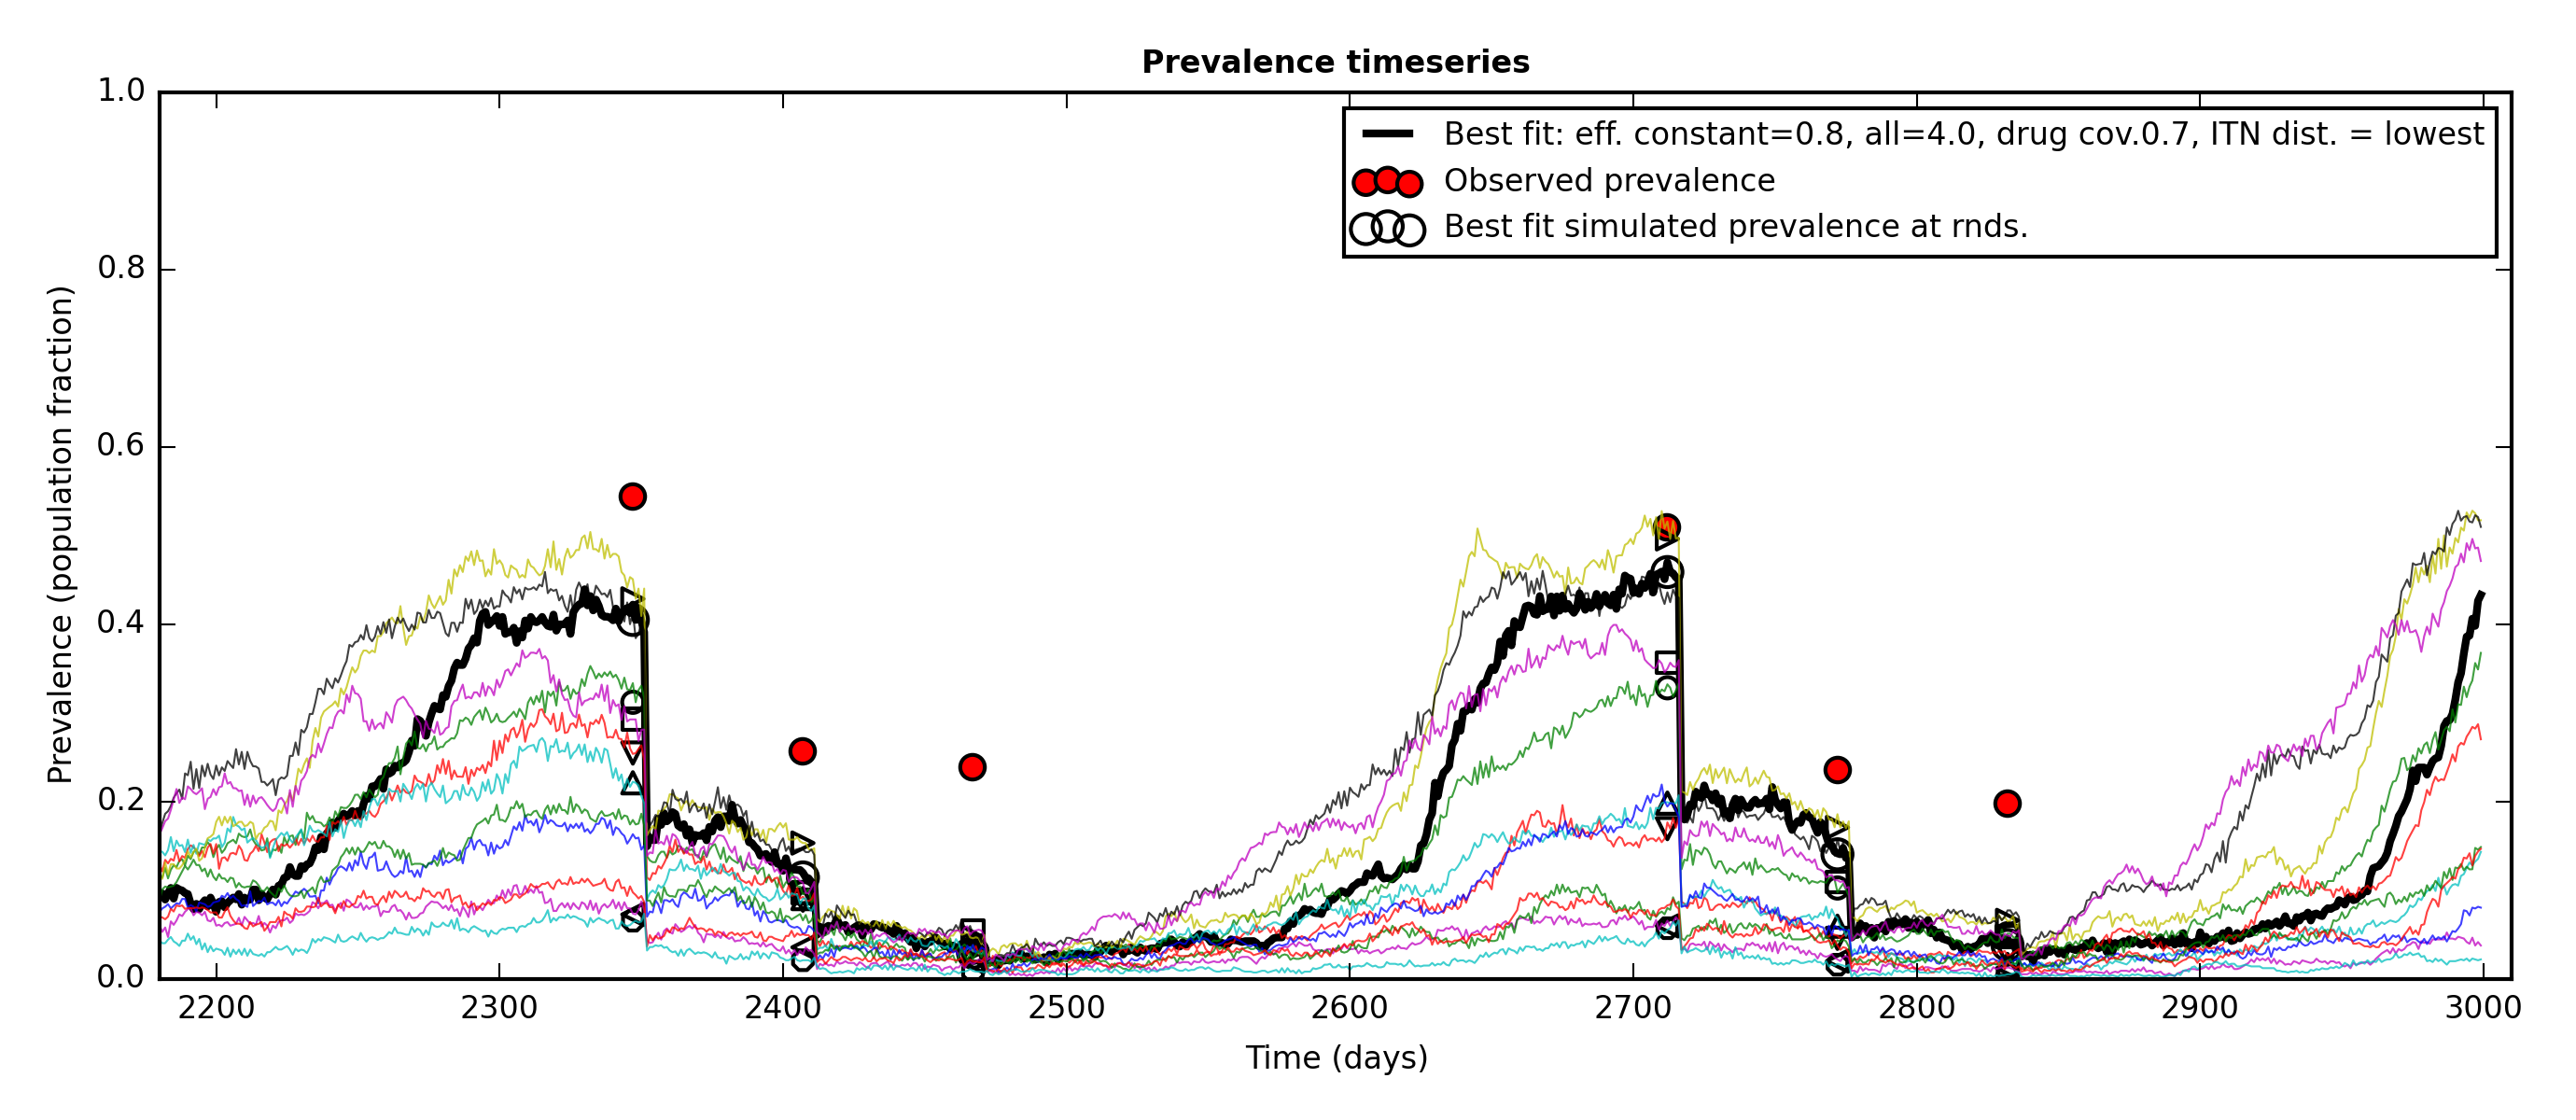 Prevalence timeseries
1.0
0.8
0.6
0.4
0.2
0.0
Prevalence (population fraction)
Best fit: eff. constant=0.8, all=4.0, drug cov.0.7, ITN dist. = lowest
Observed prevalence
Best fit simulated prevalence at rnds.
2200 2300 2400 2500 2600 2700 2800 2900 3000
Time (days)